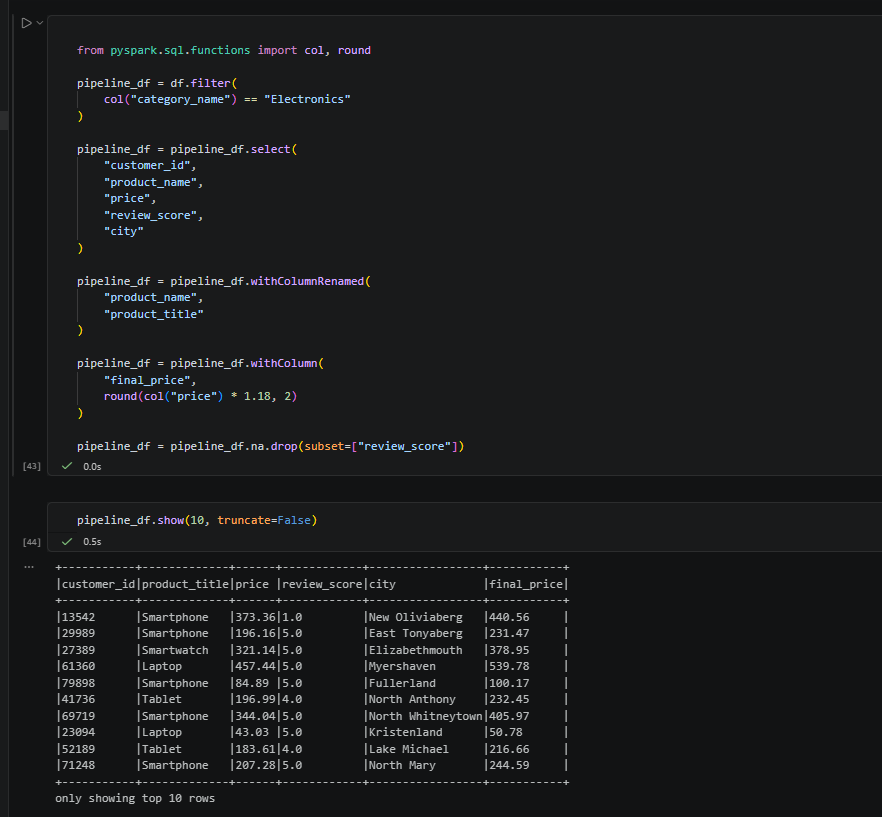 from pyspark.sql.functions import col, round
pipeline_df = df.filter(
    col("category_name") == "Electronics"
)
pipeline_df = pipeline_df.select(
    "customer_id",
    "product_name",
    "price",
    "review_score",
    "city"
)
pipeline_df = pipeline_df.withColumnRenamed(
    "product_name",
    "product_title"
)
pipeline_df = pipeline_df.withColumn(
    "final_price",
    round(col("price") * 1.18, 2)
)
pipeline_df = pipeline_df.na.drop(subset=["review_score"])
[43] ✓ 0.0s
pipeline_df.show(10, truncate=False)
[44] ✓ 0.5s
... +-----------+-------------+------+------------+-----------------+-----------+
|customer_id|product_title|price |review_score|city             |final_price|
+-----------+-------------+------+------------+-----------------+-----------+
|13542      |Smartphone   |373.36|1.0         |New Oliviaberg   |440.56     |
|29989      |Smartphone   |196.16|5.0         |East Tonyaberg   |231.47     |
|27389      |Smartwatch   |321.14|5.0         |Elizabethmouth   |378.95     |
|61360      |Laptop       |457.44|5.0         |Myershaven       |539.78     |
|79898      |Smartphone   |84.89 |5.0         |Fullerland       |100.17     |
|41736      |Tablet       |196.99|4.0         |North Anthony    |232.45     |
|69719      |Smartphone   |344.04|5.0         |North Whitneytown|405.97     |
|23094      |Laptop       |43.03 |5.0         |Kristenland      |50.78      |
|52189      |Tablet       |183.61|4.0         |Lake Michael     |216.66     |
|71248      |Smartphone   |207.28|5.0         |North Mary       |244.59     |
+-----------+-------------+------+------------+-----------------+-----------+
only showing top 10 rows